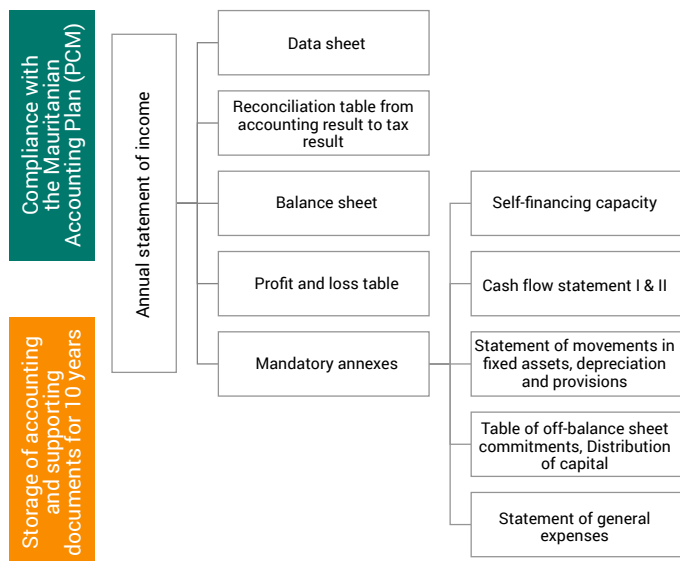 Compliance with
the Mauritanian
Accounting Plan (PCM)
Storage of accounting
and supporting
documents for 10 years
Annual statement of income
Data sheet
Reconciliation table from
accounting result to tax
result
Balance sheet
Profit and loss table
Mandatory annexes
Self-financing capacity
Cash flow statement I & II
Statement of movements in
fixed assets, depreciation
and provisions
Table of off-balance sheet
commitments, Distribution
of capital
Statement of general
expenses